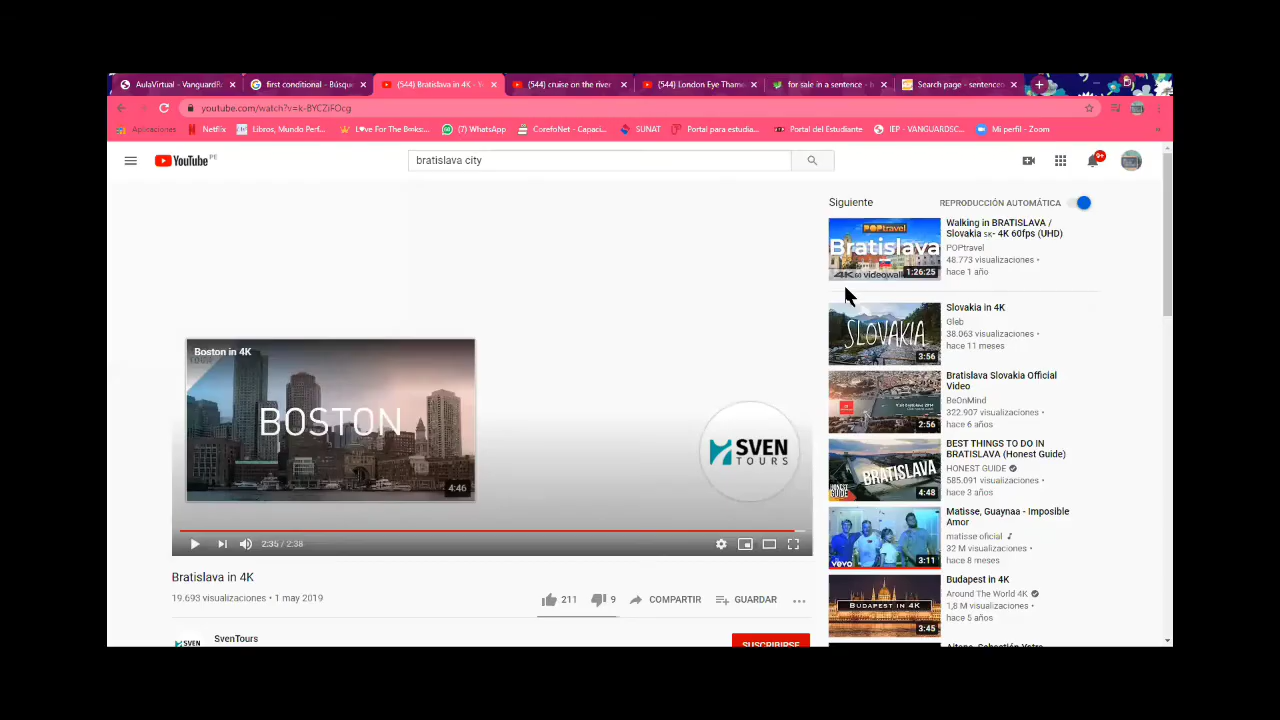 AulaVirtual - VanguardB
first conditional - Búsqu
(544) Bratislava in 4K - Y
(544) cruise on the river
(544) London Eye Thame
for sale in a sentence -
Search page - sentence
youtube.com/watch?v=k-BYCZiFOcg
Aplicaciones
Netflix
Libros, Mundo Perf...
L♥ve For The B♦♦ks...
(7) WhatsApp
CorefoNet - Capaci...
SUNAT
Portal para estudia...
Portal del Estudiante
IEP - VANGUARDSC...
Mi perfil - Zoom
»
YouTube PE
bratislava city
9+
Siguiente
REPRODUCCIÓN AUTOMÁTICA
POPtravel
Bratislava
4K 60 videowalk
1:26:25
Walking in BRATISLAVA /
Slovakia SK- 4K 60fps (UHD)
POPtravel
48.773 visualizaciones •
hace 1 año
SLOVAKIA
3:56
Slovakia in 4K
Gleb
38.063 visualizaciones •
hace 11 meses
2:56
Bratislava Slovakia Official
Video
BeOnMind
322.907 visualizaciones •
hace 6 años
BRATISLAVA
HONEST
GUIDE
4:48
BEST THINGS TO DO IN
BRATISLAVA (Honest Guide)
HONEST GUIDE
585.091 visualizaciones •
hace 3 años
vevo
3:11
Matisse, Guaynaa - Imposible
Amor
matisse oficial
32 M visualizaciones •
hace 8 meses
BUDAPEST IN 4K
3:45
Budapest in 4K
Around The World 4K
1,8 M visualizaciones •
hace 5 años
Boston in 4K
BOSTON
4:46
SVEN
TOURS
2:35 / 2:38
Bratislava in 4K
19.693 visualizaciones • 1 may 2019
211
9
COMPARTIR
GUARDAR
SvenTours
SUSCRIBIRSE